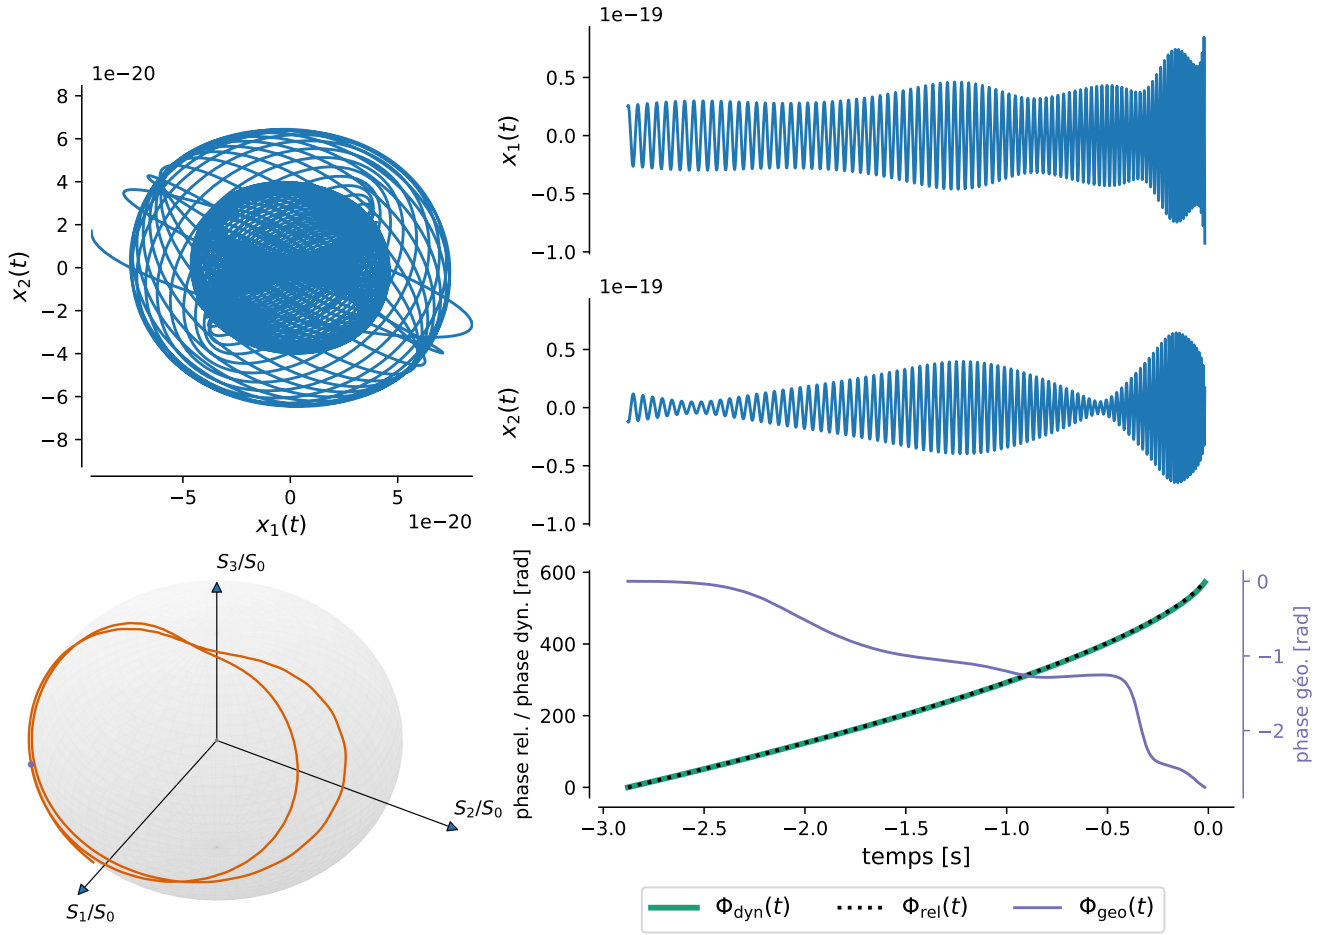 1e−20
8
6
4
2
0
−2
−4
−6
−8
x₂(t)
−5
0
5
x₁(t)
1e−20
1e−19
0.5
0.0
−0.5
−1.0
x₁(t)
1e−19
0.5
0.0
−0.5
−1.0
x₂(t)
S₃/S₀
S₂/S₀
S₁/S₀
600
400
200
0
phase rel. / phase dyn. [rad]
0
−1
−2
phase géo. [rad]
−3.0
−2.5
−2.0
−1.5
−1.0
−0.5
0.0
temps [s]
Φdyn(t)
Φrel(t)
Φgeo(t)